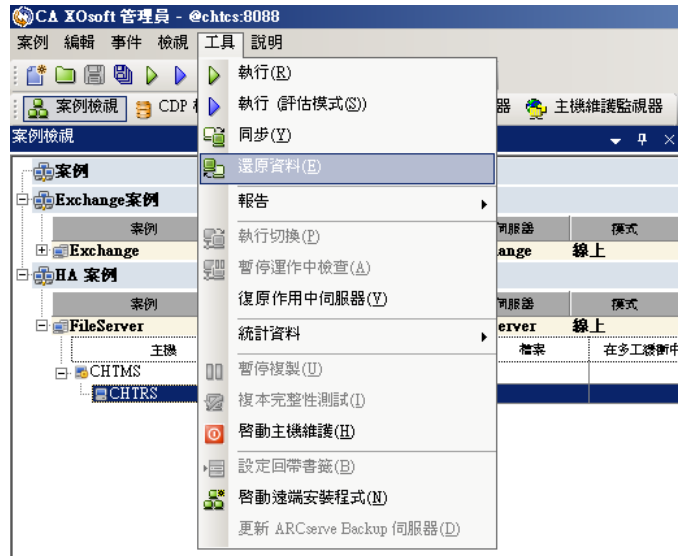 CA XOsoft 管理員 - @chtcs:8088
案例 編輯 事件 檢視 工具 說明
案例檢視 CDP 器 主機維護監視器
案例檢視
案例
Exchange案例
案例 伺服器 模式
Exchange ange 線上
HA 案例
案例 伺服器 模式
FileServer erver 線上
主機 檔案 在多工緩衝中
CHTMS
CHTRS
執行(R)
執行 (評估模式(S))
同步(Y)
還原資料(E)
報告
執行切換(P)
暫停運作中檢查(A)
復原作用中伺服器(V)
統計資料
暫停複製(U)
複本完整性測試(I)
啓動主機維護(H)
設定回帶書籤(B)
啓動遠端安裝程式(N)
更新 ARCserve Backup 伺服器(D)